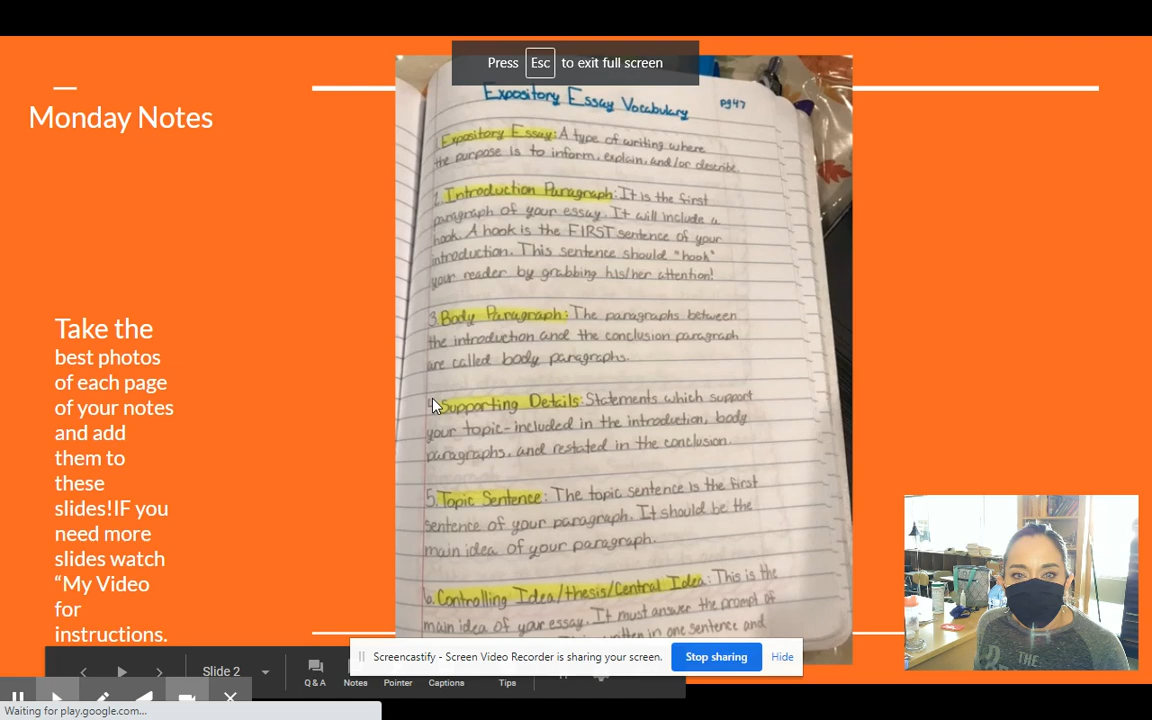 Press Esc to exit full screen
Monday Notes
Expository Essay Vocabulary pg47
Expository Essay: A type of writing where
the purpose is to inform, explain, and/or describe.
2. Introduction Paragraph: It is the first
paragraph of your essay. It will include a
hook. A hook is the FIRST sentence of your
introduction. This sentence should "hook"
your reader by grabbing his/her attention!
3. Body Paragraph: The paragraphs between
the introduction and the conclusion paragraph
are called body paragraphs.
Supporting Details: Statements which support
your topic-included in the introduction, body
paragraphs, and restated in the conclusion.
5. Topic Sentence: The topic sentence is the first
sentence of your paragraph. It should be the
main idea of your paragraph.
6. Controlling Idea/thesis/Central Idea: This is the
main idea of your essay. It must answer the prompt of
written in one sentence and
Take the
best photos
of each page
of your notes
and add
them to
these
slides!IF you
need more
slides watch
“My Video
for
instructions.
THE
Screencastify - Screen Video Recorder is sharing your screen.
Stop sharing
Hide
Slide 2
Q & A
Notes
Pointer
Captions
Tips
Waiting for play.google.com...